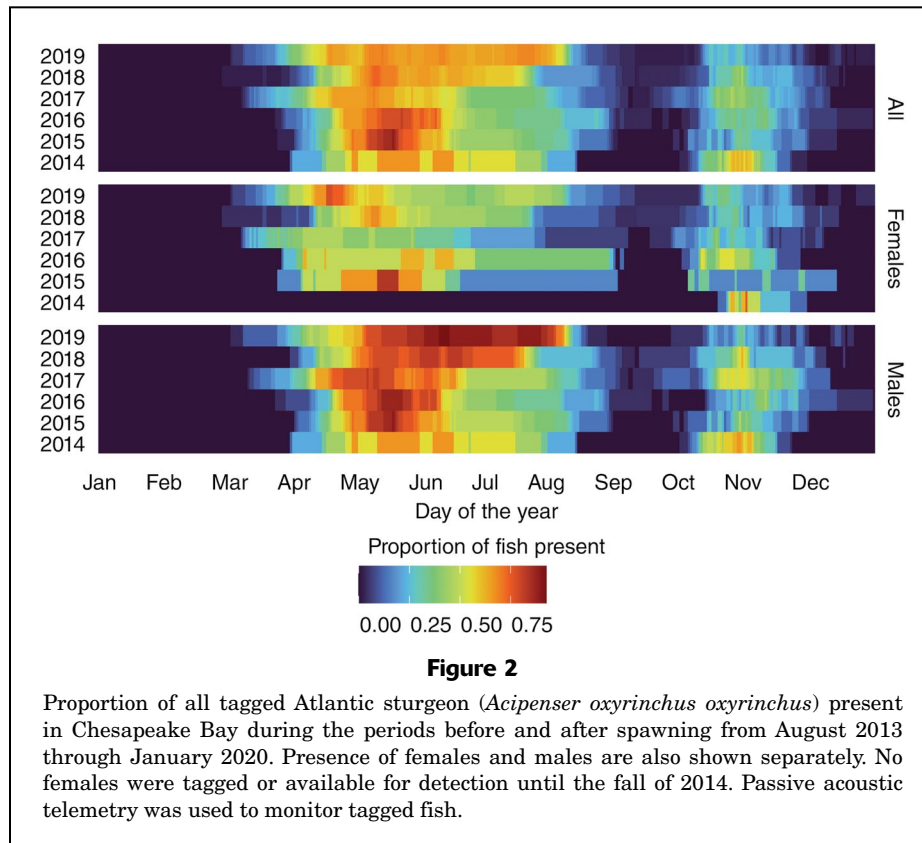 2019
2018
2017
2016
2015
2014
All
2019
2018
2017
2016
2015
2014
Females
2019
2018
2017
2016
2015
2014
Males
Jan Feb Mar Apr May Jun Jul Aug Sep Oct Nov Dec
Day of the year
Proportion of fish present
0.00 0.25 0.50 0.75
Figure 2
Proportion of all tagged Atlantic sturgeon (Acipenser oxyrinchus oxyrinchus) present
in Chesapeake Bay during the periods before and after spawning from August 2013
through January 2020. Presence of females and males are also shown separately. No
females were tagged or available for detection until the fall of 2014. Passive acoustic
telemetry was used to monitor tagged fish.